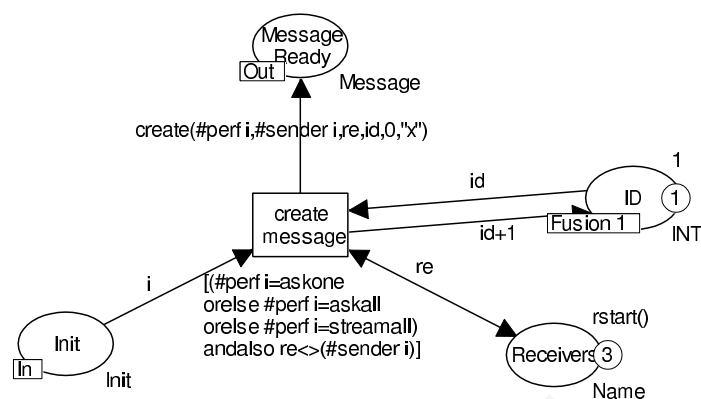 Message
Ready
Out
Message
create(#perf i,#sender i,re,id,0,"x")
1
id
ID
1
Fusion 1
id+1
INT
create
message
i
re
[(#perf i=askone
orelse #perf i=askall
orelse #perf i=streamall)
andalso re<>(#sender i)]
rstart()
Init
In
Init
Receivers
3
Name